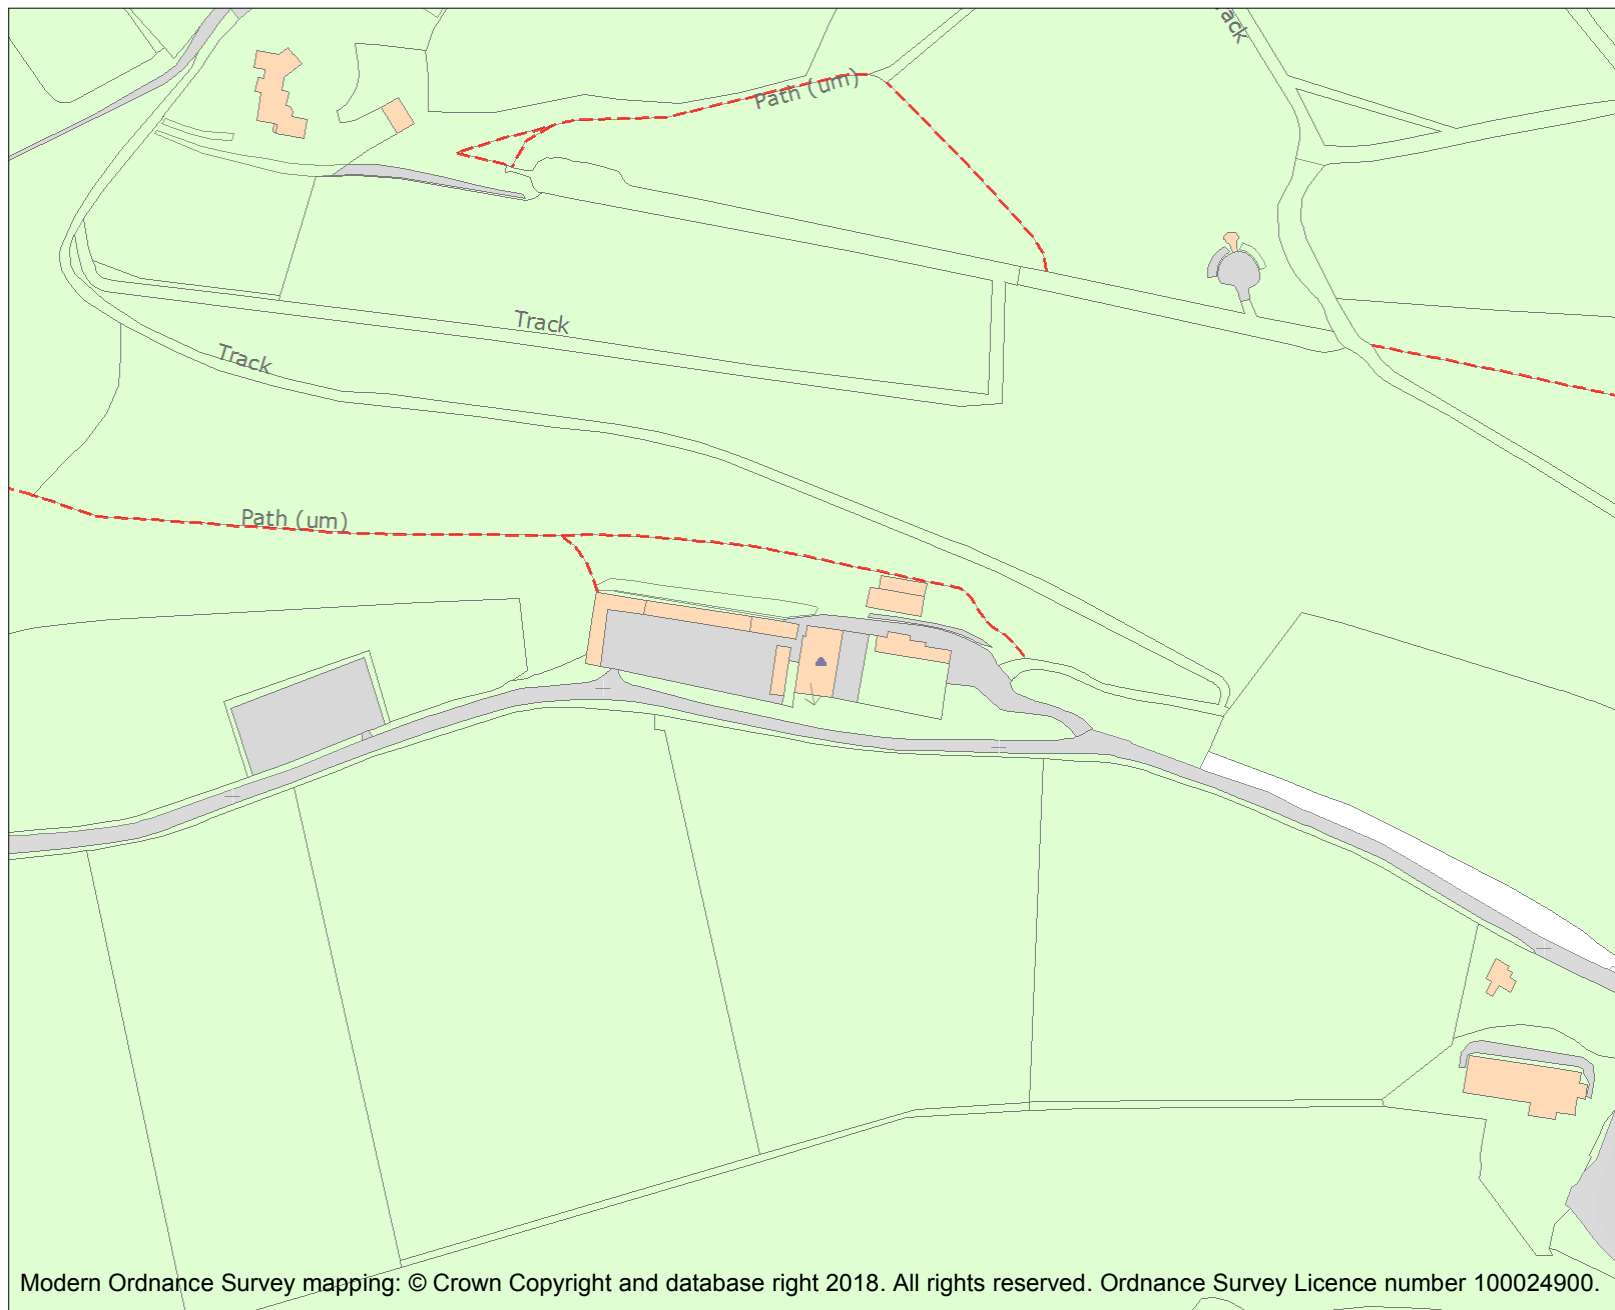 Track
Path (um)
Track
Track
Path (um)
Modern Ordnance Survey mapping: © Crown Copyright and database right 2018. All rights reserved. Ordnance Survey Licence number 100024900.